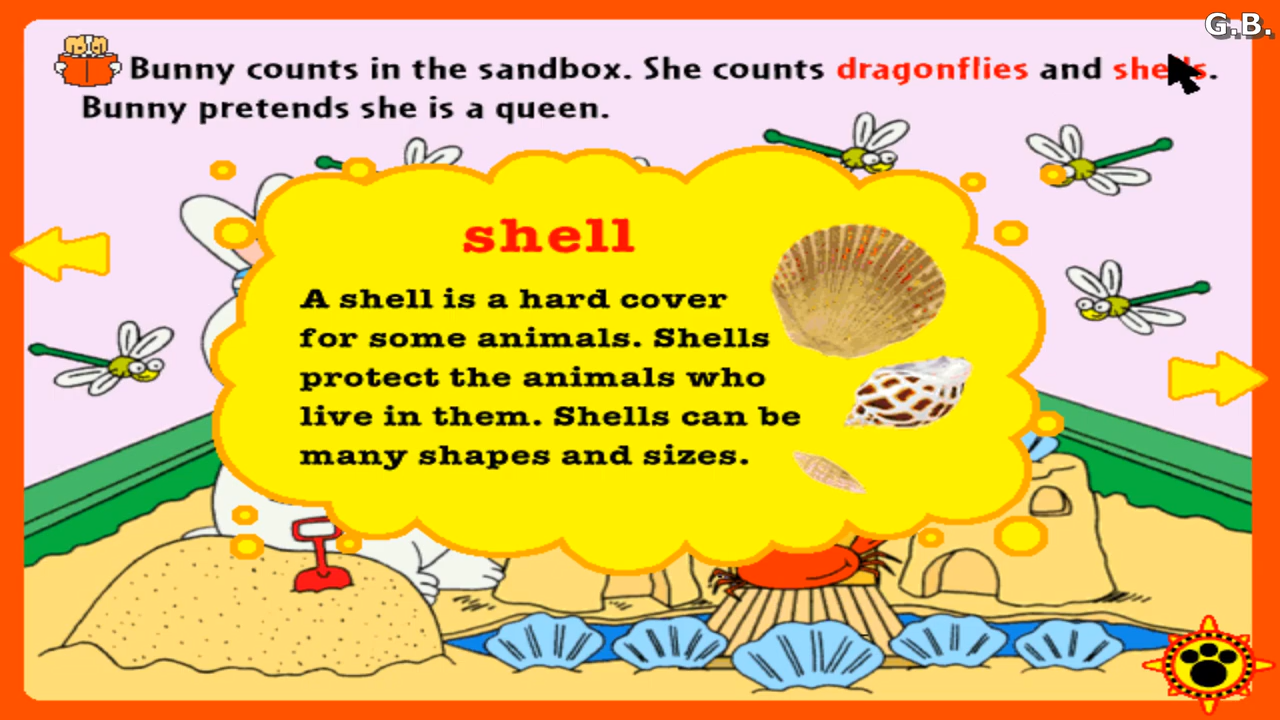 G.B.
Bunny counts in the sandbox. She counts dragonflies and shells.
Bunny pretends she is a queen.
shell
A shell is a hard cover
for some animals. Shells
protect the animals who
live in them. Shells can be
many shapes and sizes.